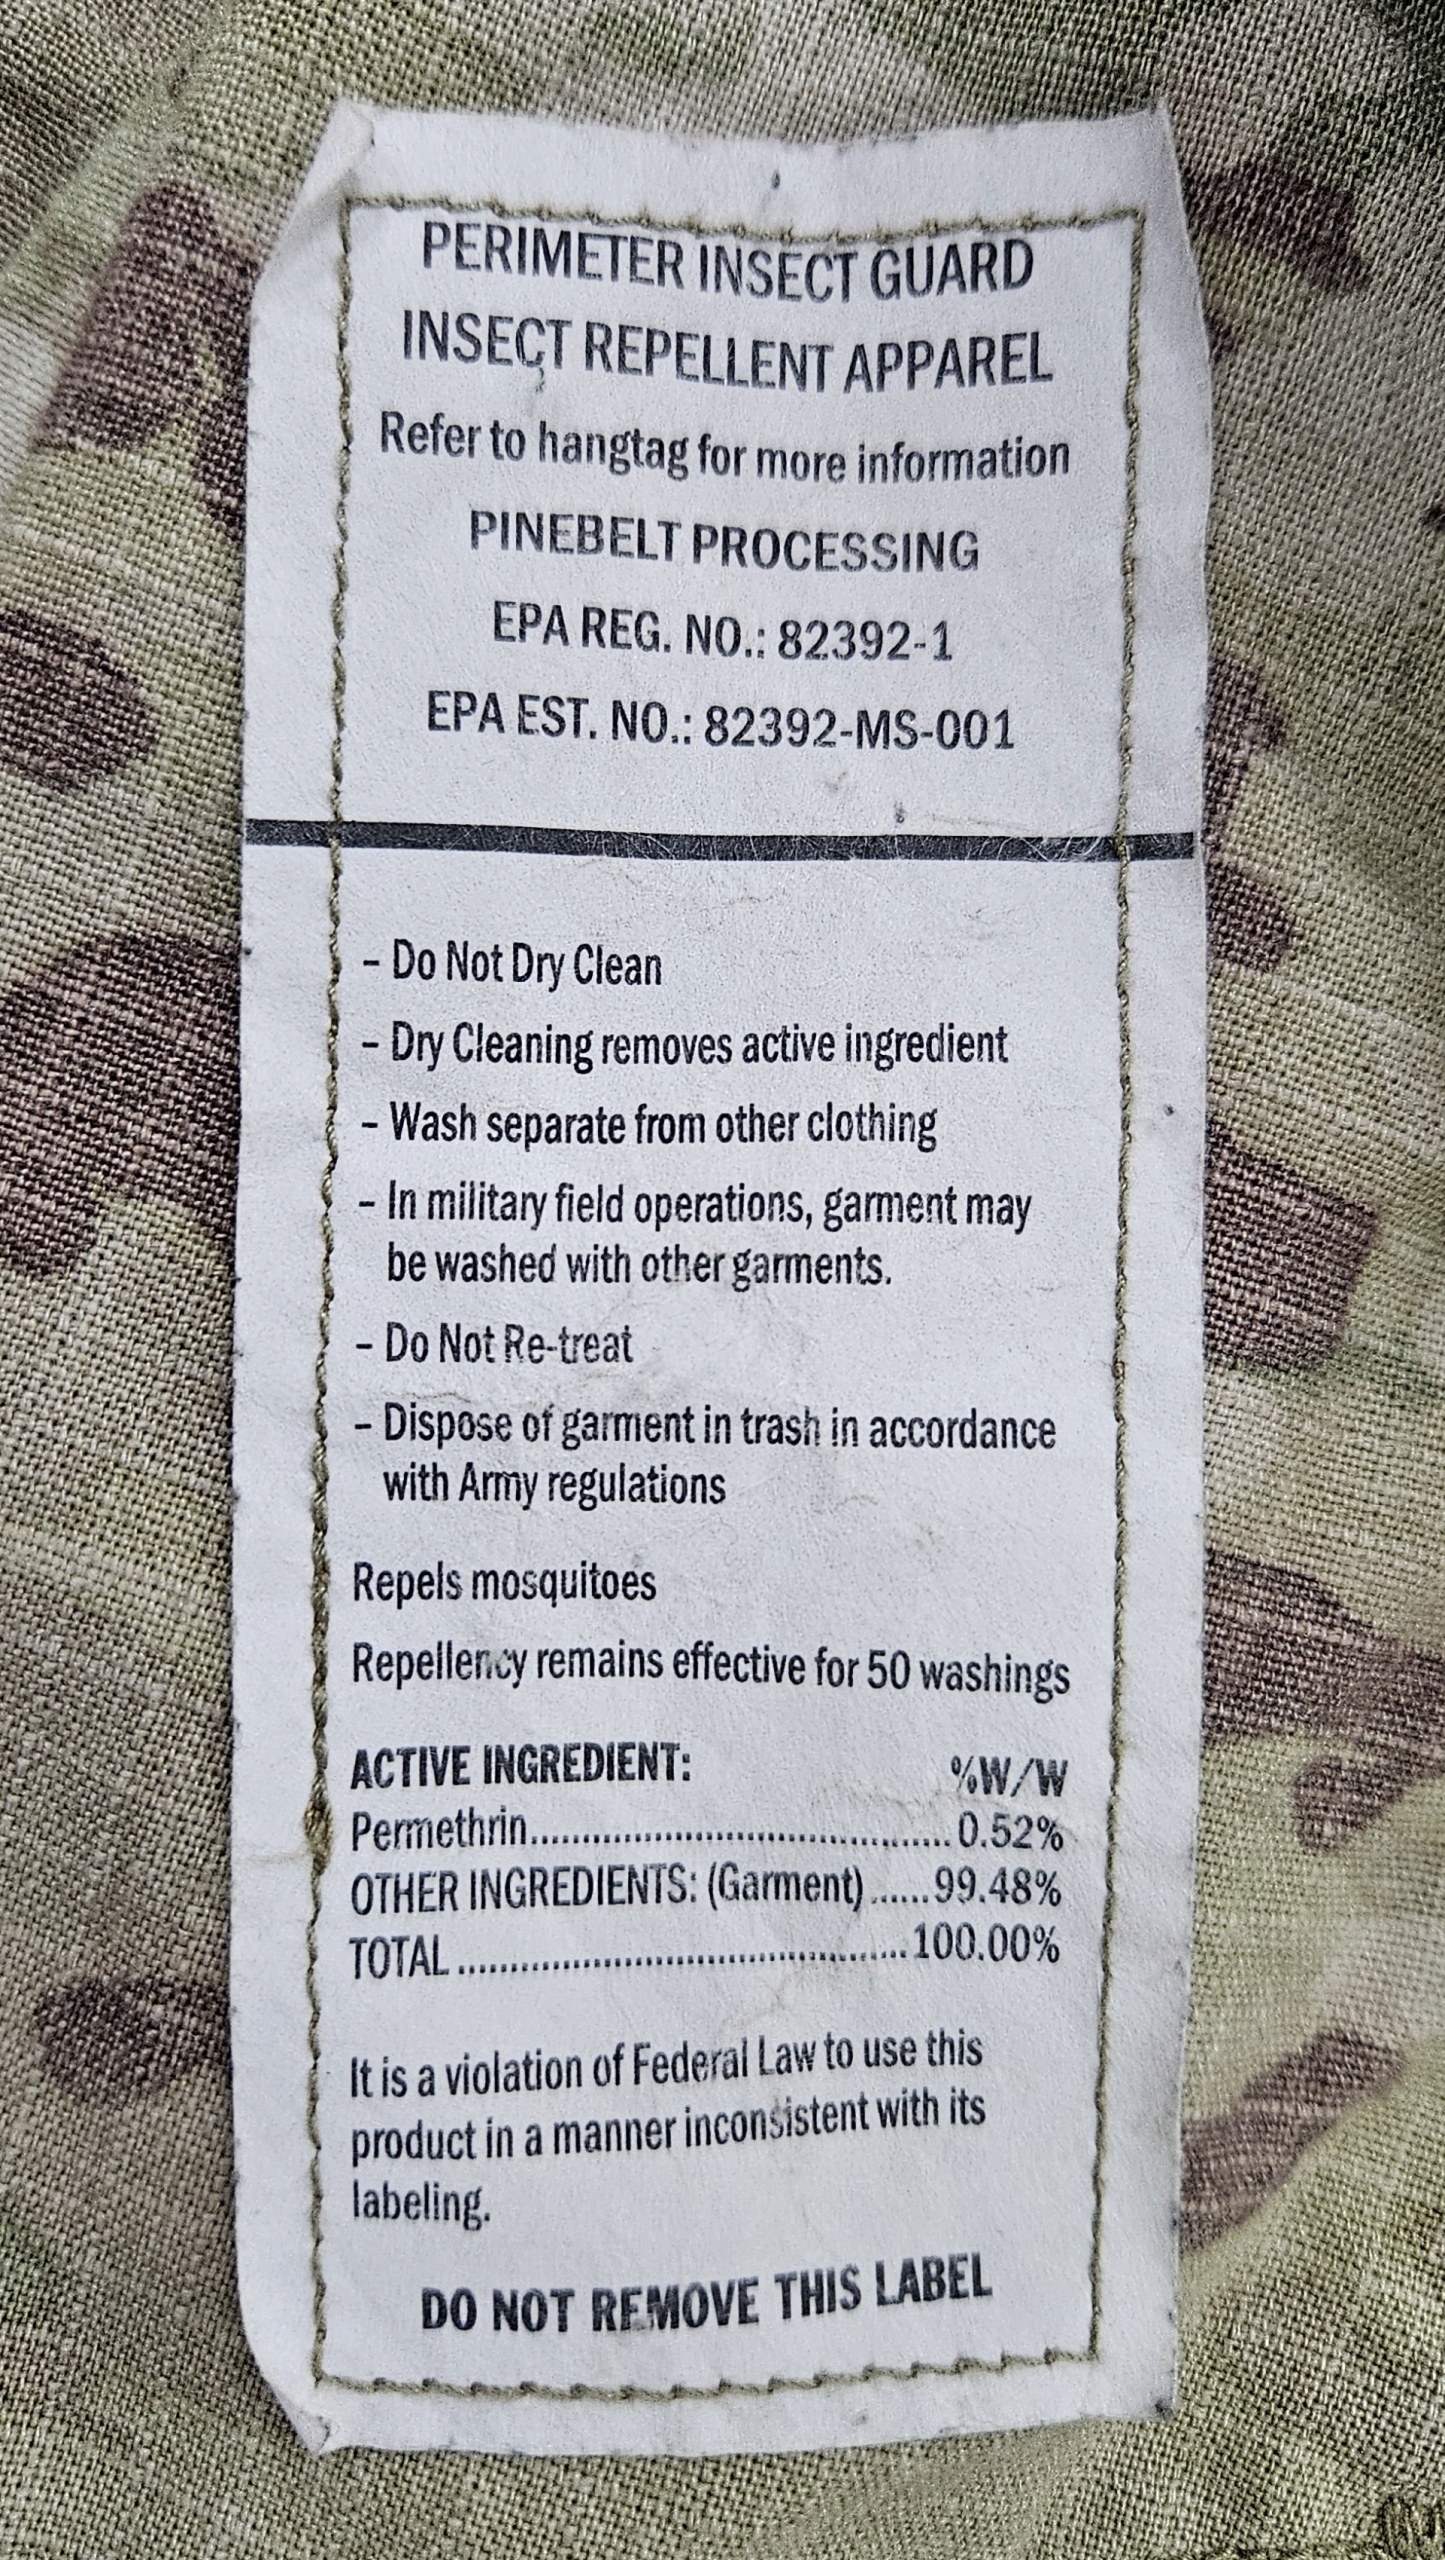 PERIMETER INSECT GUARD
INSECT REPELLENT APPAREL
Refer to hangtag for more information
PINEBELT PROCESSING
EPA REG. NO.: 82392-1
EPA EST. NO.: 82392-MS-001
– Do Not Dry Clean
– Dry Cleaning removes active ingredient
– Wash separate from other clothing
– In military field operations, garment may
be washed with other garments.
– Do Not Re-treat
– Dispose of garment in trash in accordance
with Army regulations
Repels mosquitoes
Repellency remains effective for 50 washings
ACTIVE INGREDIENT: %W/W
Permethrin.......................................... 0.52%
OTHER INGREDIENTS: (Garment) ......99.48%
TOTAL ............................................100.00%
It is a violation of Federal Law to use this
product in a manner inconsistent with its
labeling.
DO NOT REMOVE THIS LABEL